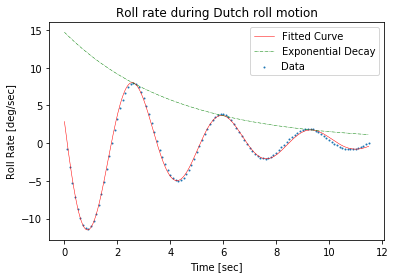 Roll rate during Dutch roll motion
Fitted Curve
Exponential Decay
Data
15
10
5
0
−5
−10
Roll Rate [deg/sec]
0
2
4
6
8
10
12
Time [sec]